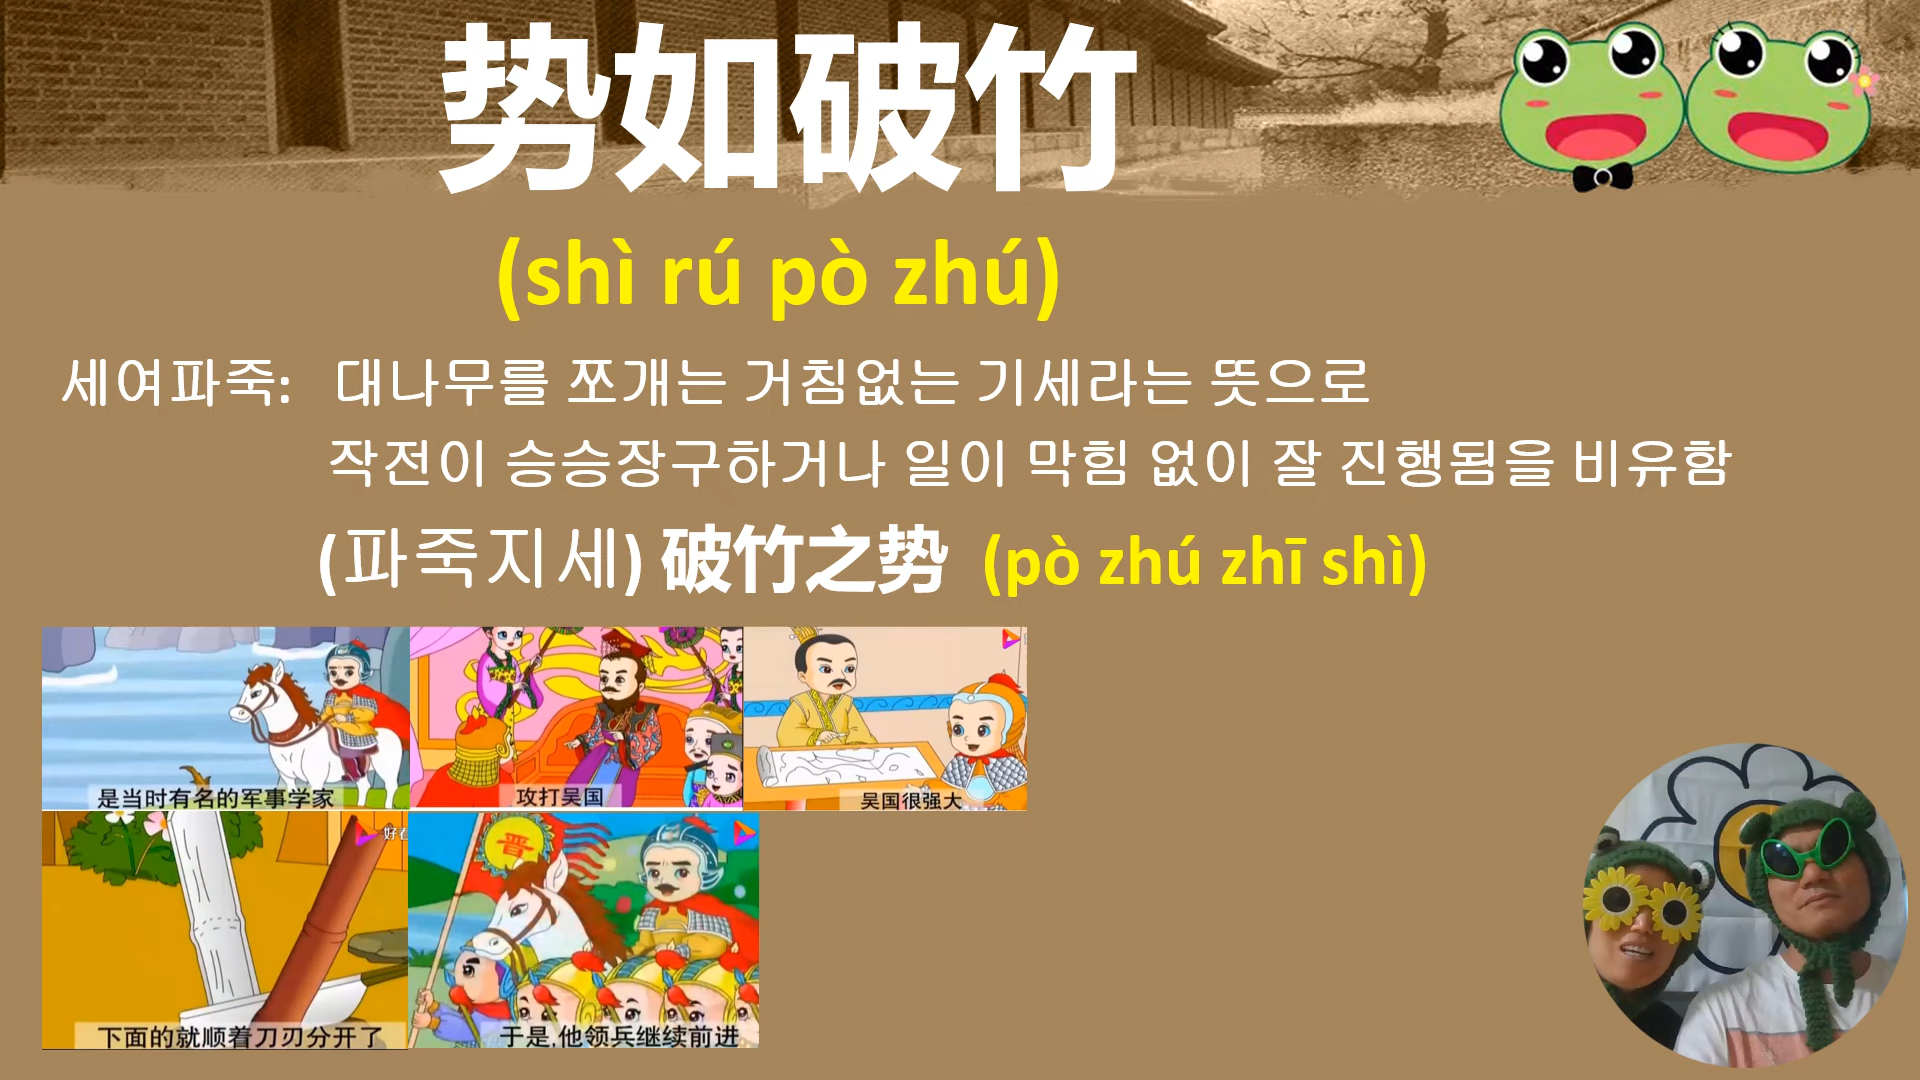 势如破竹
(shì rú pò zhú)
세여파죽: 대나무를 쪼개는 거침없는 기세라는 뜻으로
작전이 승승장구하거나 일이 막힘 없이 잘 진행됨을 비유함
(파죽지세) 破竹之势 (pò zhú zhī shì)
是当时有名的军事学家
攻打吴国
吴国很强大
好看
下面的就顺着刀刃分开了
晋
于是,他领兵继续前进